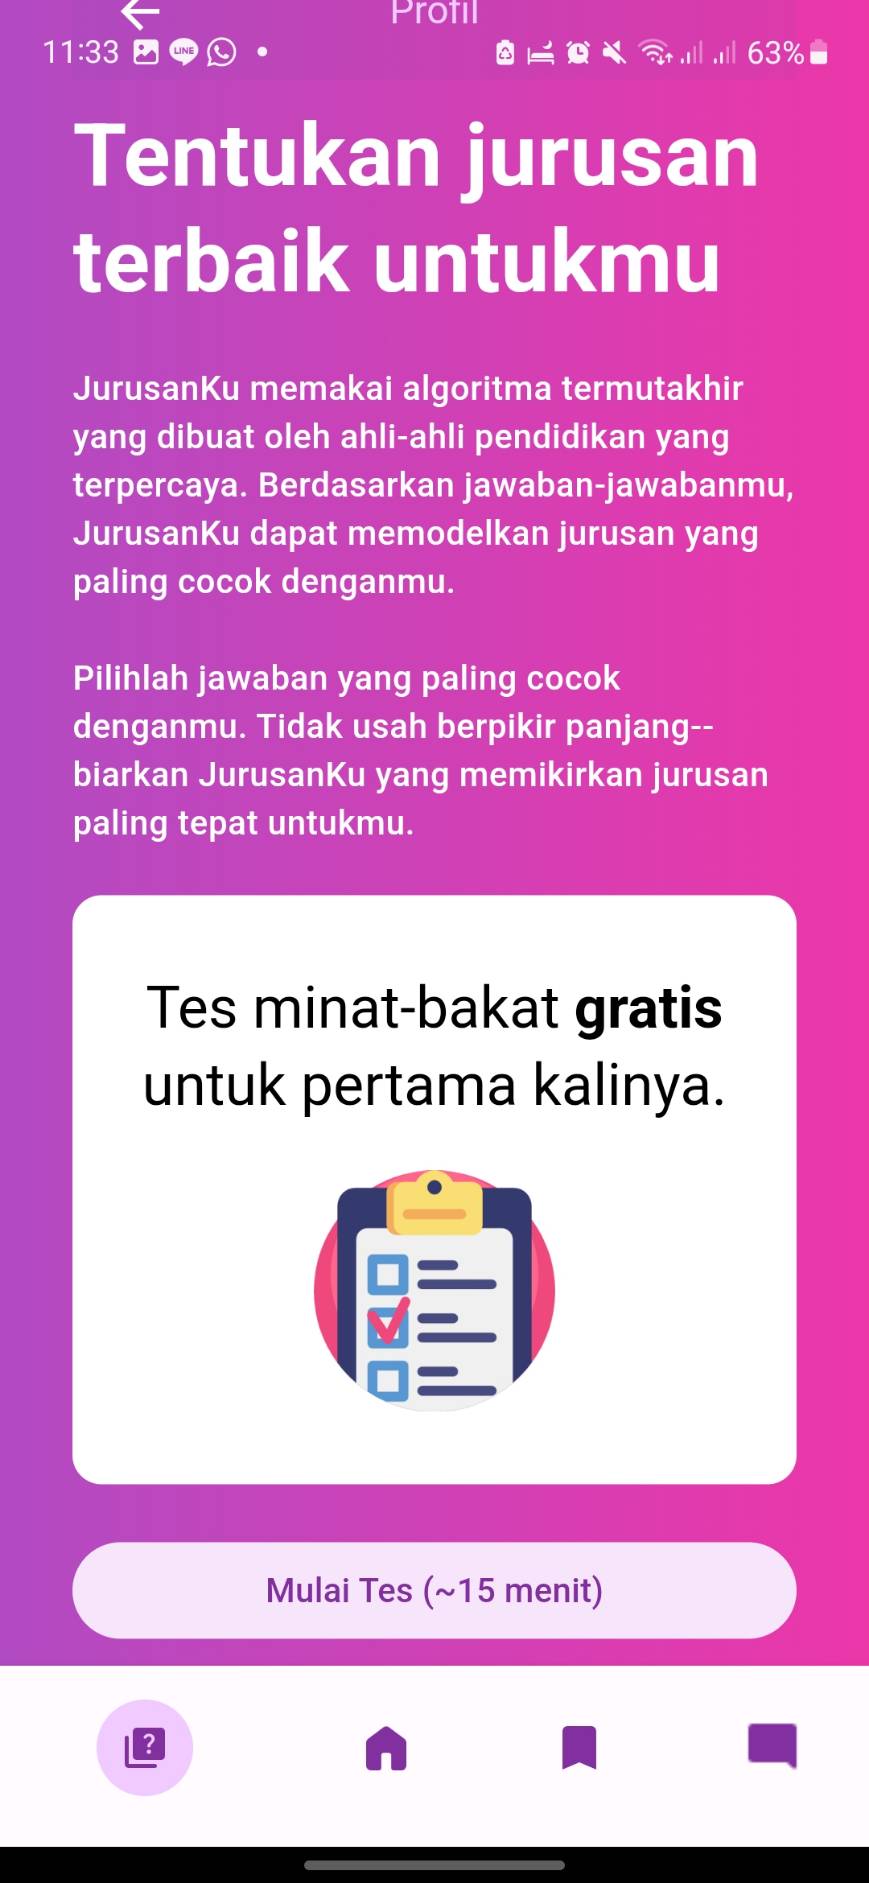 Profil
11:33 LINE 63%
Tentukan jurusan
terbaik untukmu
JurusanKu memakai algoritma termutakhir
yang dibuat oleh ahli-ahli pendidikan yang
terpercaya. Berdasarkan jawaban-jawabanmu,
JurusanKu dapat memodelkan jurusan yang
paling cocok denganmu.
Pilihlah jawaban yang paling cocok
denganmu. Tidak usah berpikir panjang--
biarkan JurusanKu yang memikirkan jurusan
paling tepat untukmu.
Tes minat-bakat gratis
untuk pertama kalinya.
Mulai Tes (~15 menit)
?